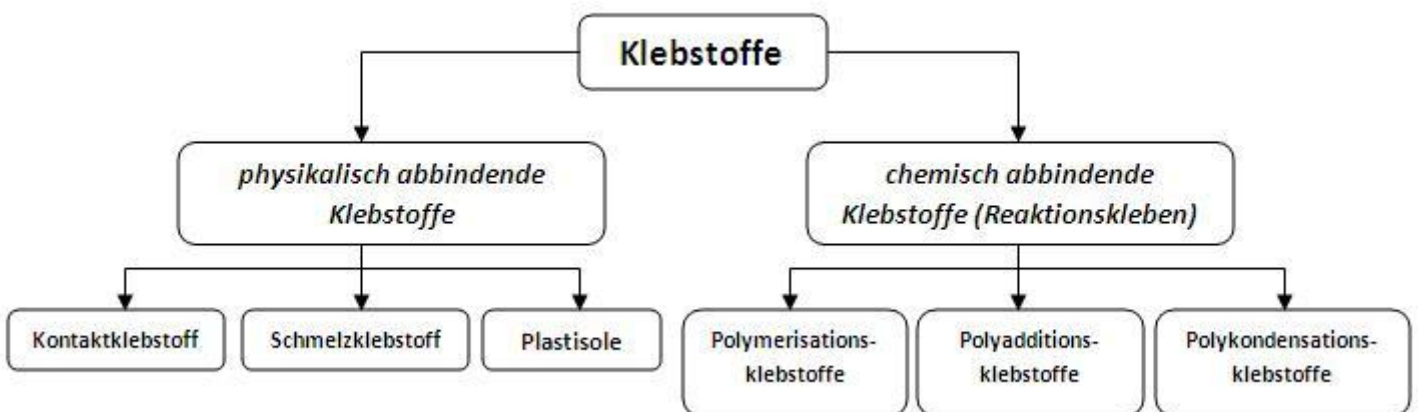 Klebstoffe
physikalisch abbindende
Klebstoffe
chemisch abbindende
Klebstoffe (Reaktionskleben)
Kontaktklebstoff
Schmelzklebstoff
Plastisole
Polymerisations-
klebstoffe
Polyadditions-
klebstoffe
Polykondensations-
klebstoffe